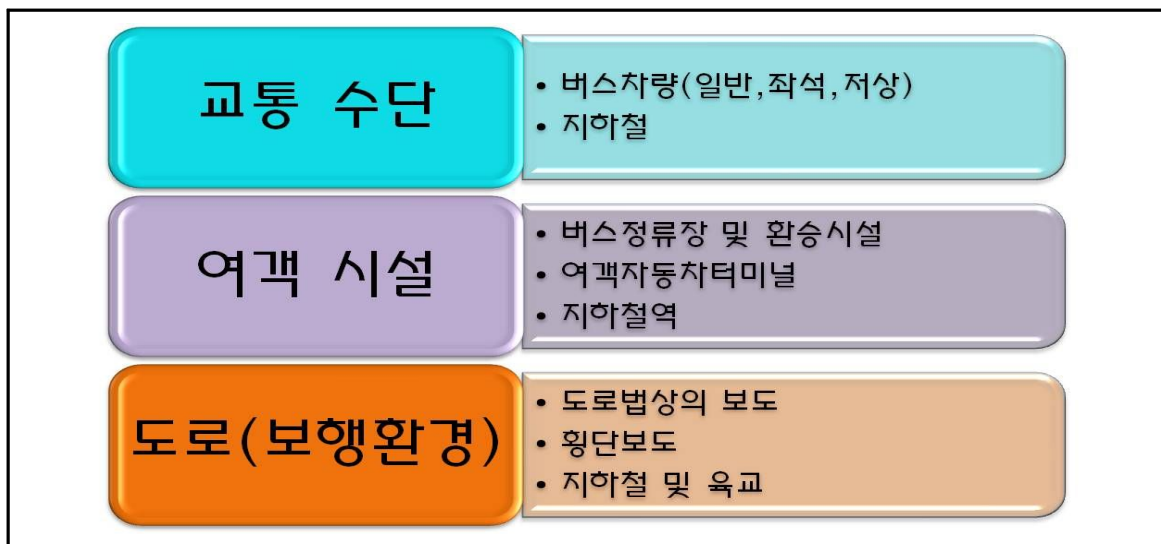 교통 수단
• 버스차량(일반,좌석,저상)
• 지하철
여객 시설
• 버스정류장 및 환승시설
• 여객자동차터미널
• 지하철역
도로(보행환경)
• 도로법상의 보도
• 횡단보도
• 지하철 및 육교